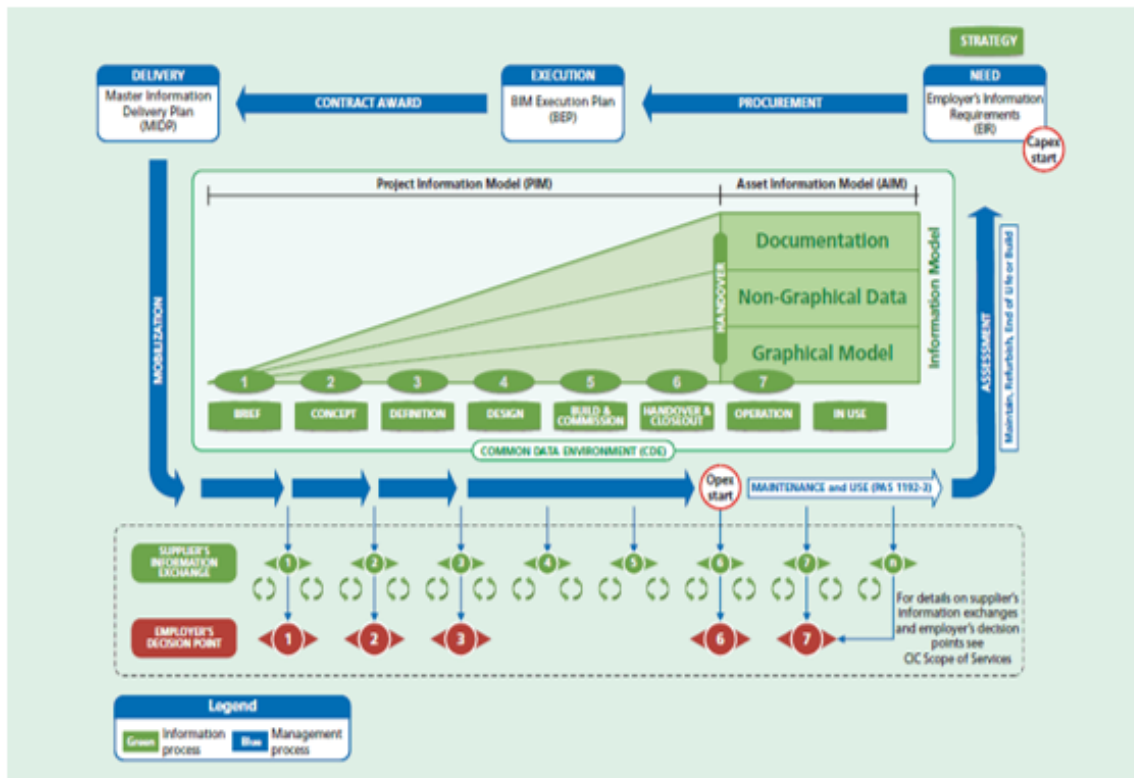 STRATEGY
DELIVERY
Master Information
Delivery Plan
(MIDP)
CONTRACT AWARD
EXECUTION
BIM Execution Plan
(BEP)
PROCUREMENT
NEED
Employer's Information
Requirements
(EIR)
Capex
start
Project Information Model (PIM)
Asset Information Model (AIM)
MOBILIZATION
HANDOVER
Documentation
Non-Graphical Data
Graphical Model
Information Model
ASSESSMENT
Maintain, Refurbish, End of Life or Build
1
2
3
4
5
6
7
BRIEF
CONCEPT
DEFINITION
DESIGN
BUILD &
COMMISSION
HANDOVER &
CLOSEOUT
OPERATION
IN USE
COMMON DATA ENVIRONMENT (CDE)
Opex
start
MAINTENANCE and USE (PAS 1192-3)
SUPPLIER'S
INFORMATION
EXCHANGE
1
2
3
4
5
6
7
n
EMPLOYER'S
DECISION POINT
1
2
3
6
7
For details on supplier's
information exchanges
and employer's decision
points see
CIC Scope of Services
Legend
Green
Information
process
Blue
Management
process